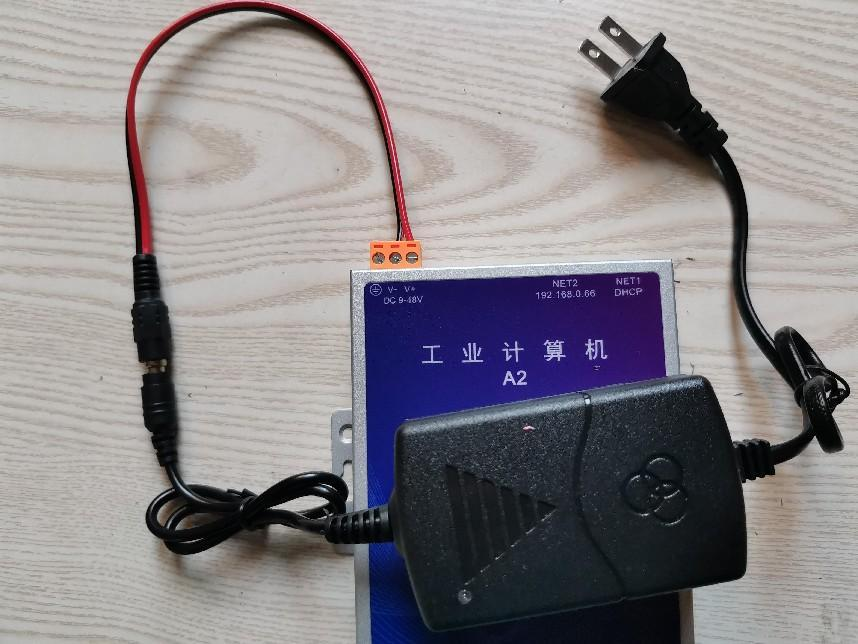 V- V+
DC 9-48V
NET2
192.168.0.66
NET1
DHCP
工业计算机
A2